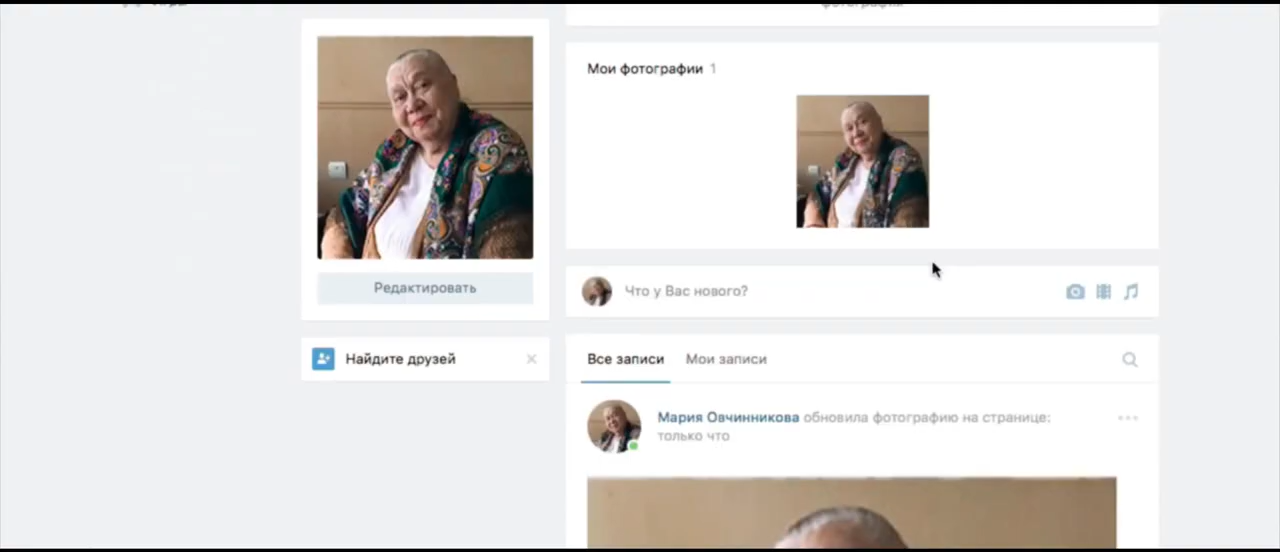 Мои фотографии 1
Редактировать
Что у Вас нового?
Найдите друзей
Все записи Мои записи
Мария Овчинникова обновила фотографию на странице:
только что